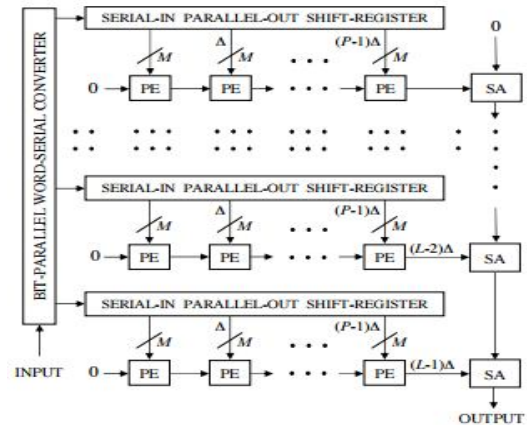 BIT-PARALLEL WORD-SERIAL CONVERTER
SERIAL-IN PARALLEL-OUT SHIFT-REGISTER
M Δ M (P-1)Δ M 0
0 PE PE PE SA
SERIAL-IN PARALLEL-OUT SHIFT-REGISTER
M Δ M (P-1)Δ M
0 PE PE PE (L-2)Δ SA
SERIAL-IN PARALLEL-OUT SHIFT-REGISTER
M Δ M (P-1)Δ M
INPUT 0 PE PE PE (L-1)Δ SA
OUTPUT